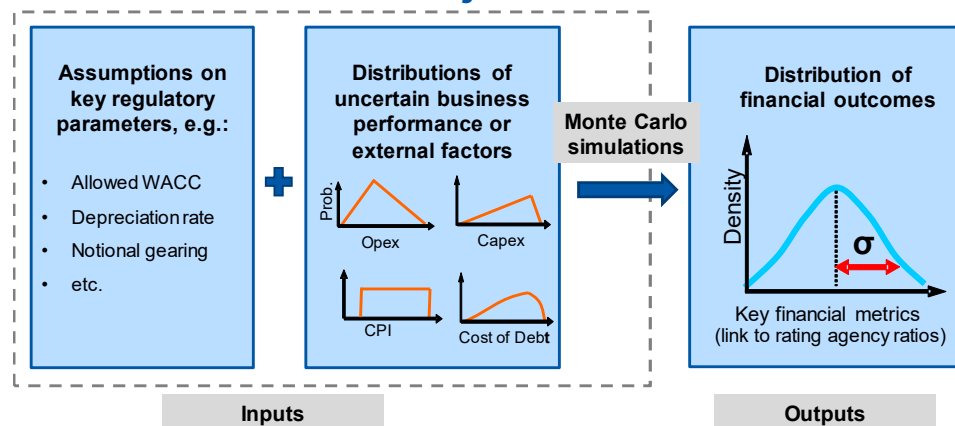 Assumptions on
key regulatory
parameters, e.g.:
• Allowed WACC
• Depreciation rate
• Notional gearing
• etc.
Distributions of
uncertain business
performance or
external factors
Prob.
Opex
Capex
CPI
Cost of Debt
Monte Carlo
simulations
Distribution of
financial outcomes
Density
σ
Key financial metrics
(link to rating agency ratios)
Inputs
Outputs